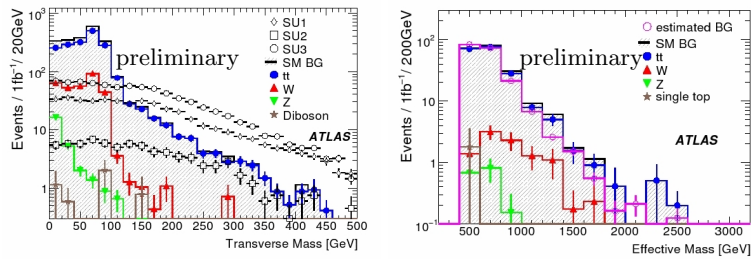 Events / 1fb⁻¹/ 20GeV
10³
10²
10
1
SU1
SU2
SU3
SM BG
tt
W
Z
Diboson
preliminary
ATLAS
0 50 100 150 200 250 300 350 400 450 500
Transverse Mass [GeV]
Events / 1fb⁻¹/ 200GeV
10²
10
1
10⁻¹
estimated BG
SM BG
tt
W
Z
single top
preliminary
ATLAS
500 1000 1500 2000 2500 3000
Effective Mass [GeV]